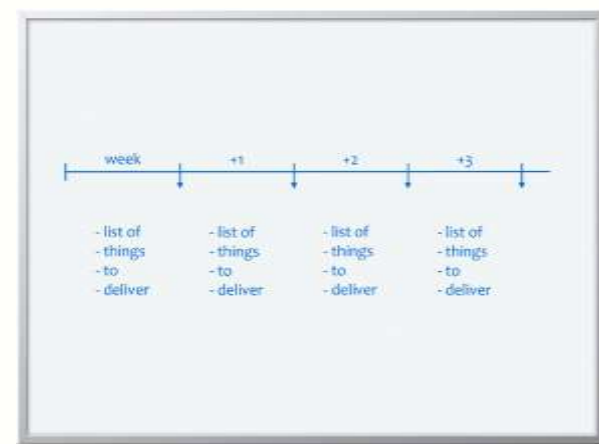 week +1 +2 +3
- list of - list of - list of - list of
- things - things - things - things
- to - to - to - to
- deliver - deliver - deliver - deliver